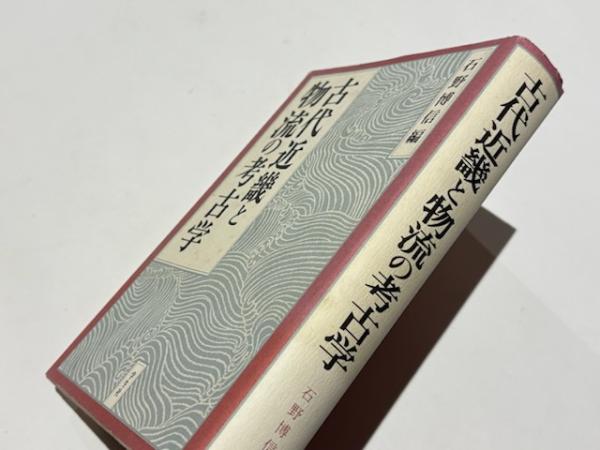 石野博信編
古代近畿と
物流の考古学
古代近畿と物流の考古学
石野博信